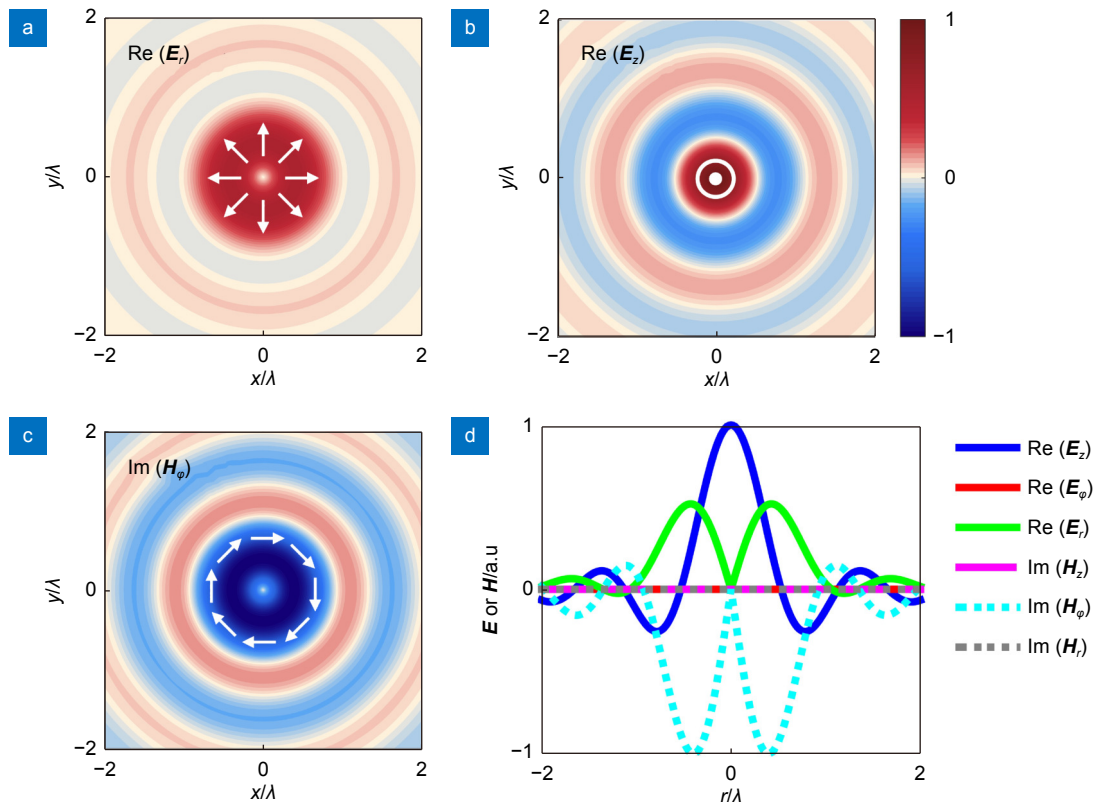 a
2
Re (Er)
y/λ
0
−2
−2
0
2
x/λ
b
2
Re (Ez)
y/λ
0
−2
−2
0
2
x/λ
1
0
−1
c
2
Im (Hφ)
y/λ
0
−2
−2
0
2
x/λ
d
1
E or H/a.u
0
−1
−2
0
2
r/λ
Re (Ez)
Re (Eφ)
Re (Er)
Im (Hz)
Im (Hφ)
Im (Hr)